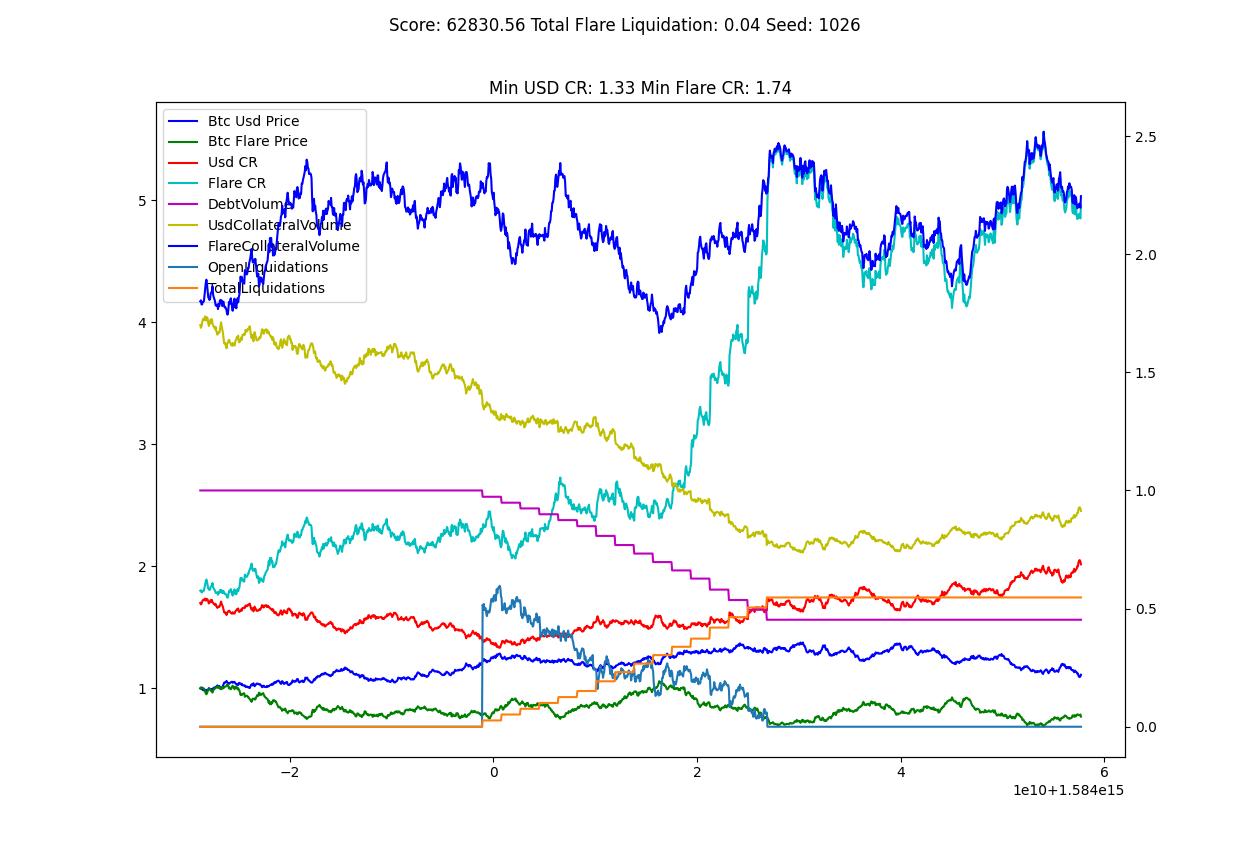 Score: 62830.56 Total Flare Liquidation: 0.04 Seed: 1026
Min USD CR: 1.33 Min Flare CR: 1.74
Btc Usd Price
Btc Flare Price
Usd CR
Flare CR
DebtVolume
UsdCollateralVolume
FlareCollateralVolume
OpenLiquidations
TotalLiquidations
5
4
3
2
1
2.5
2.0
1.5
1.0
0.5
0.0
−2
0
2
4
6
1e10+1.584e15